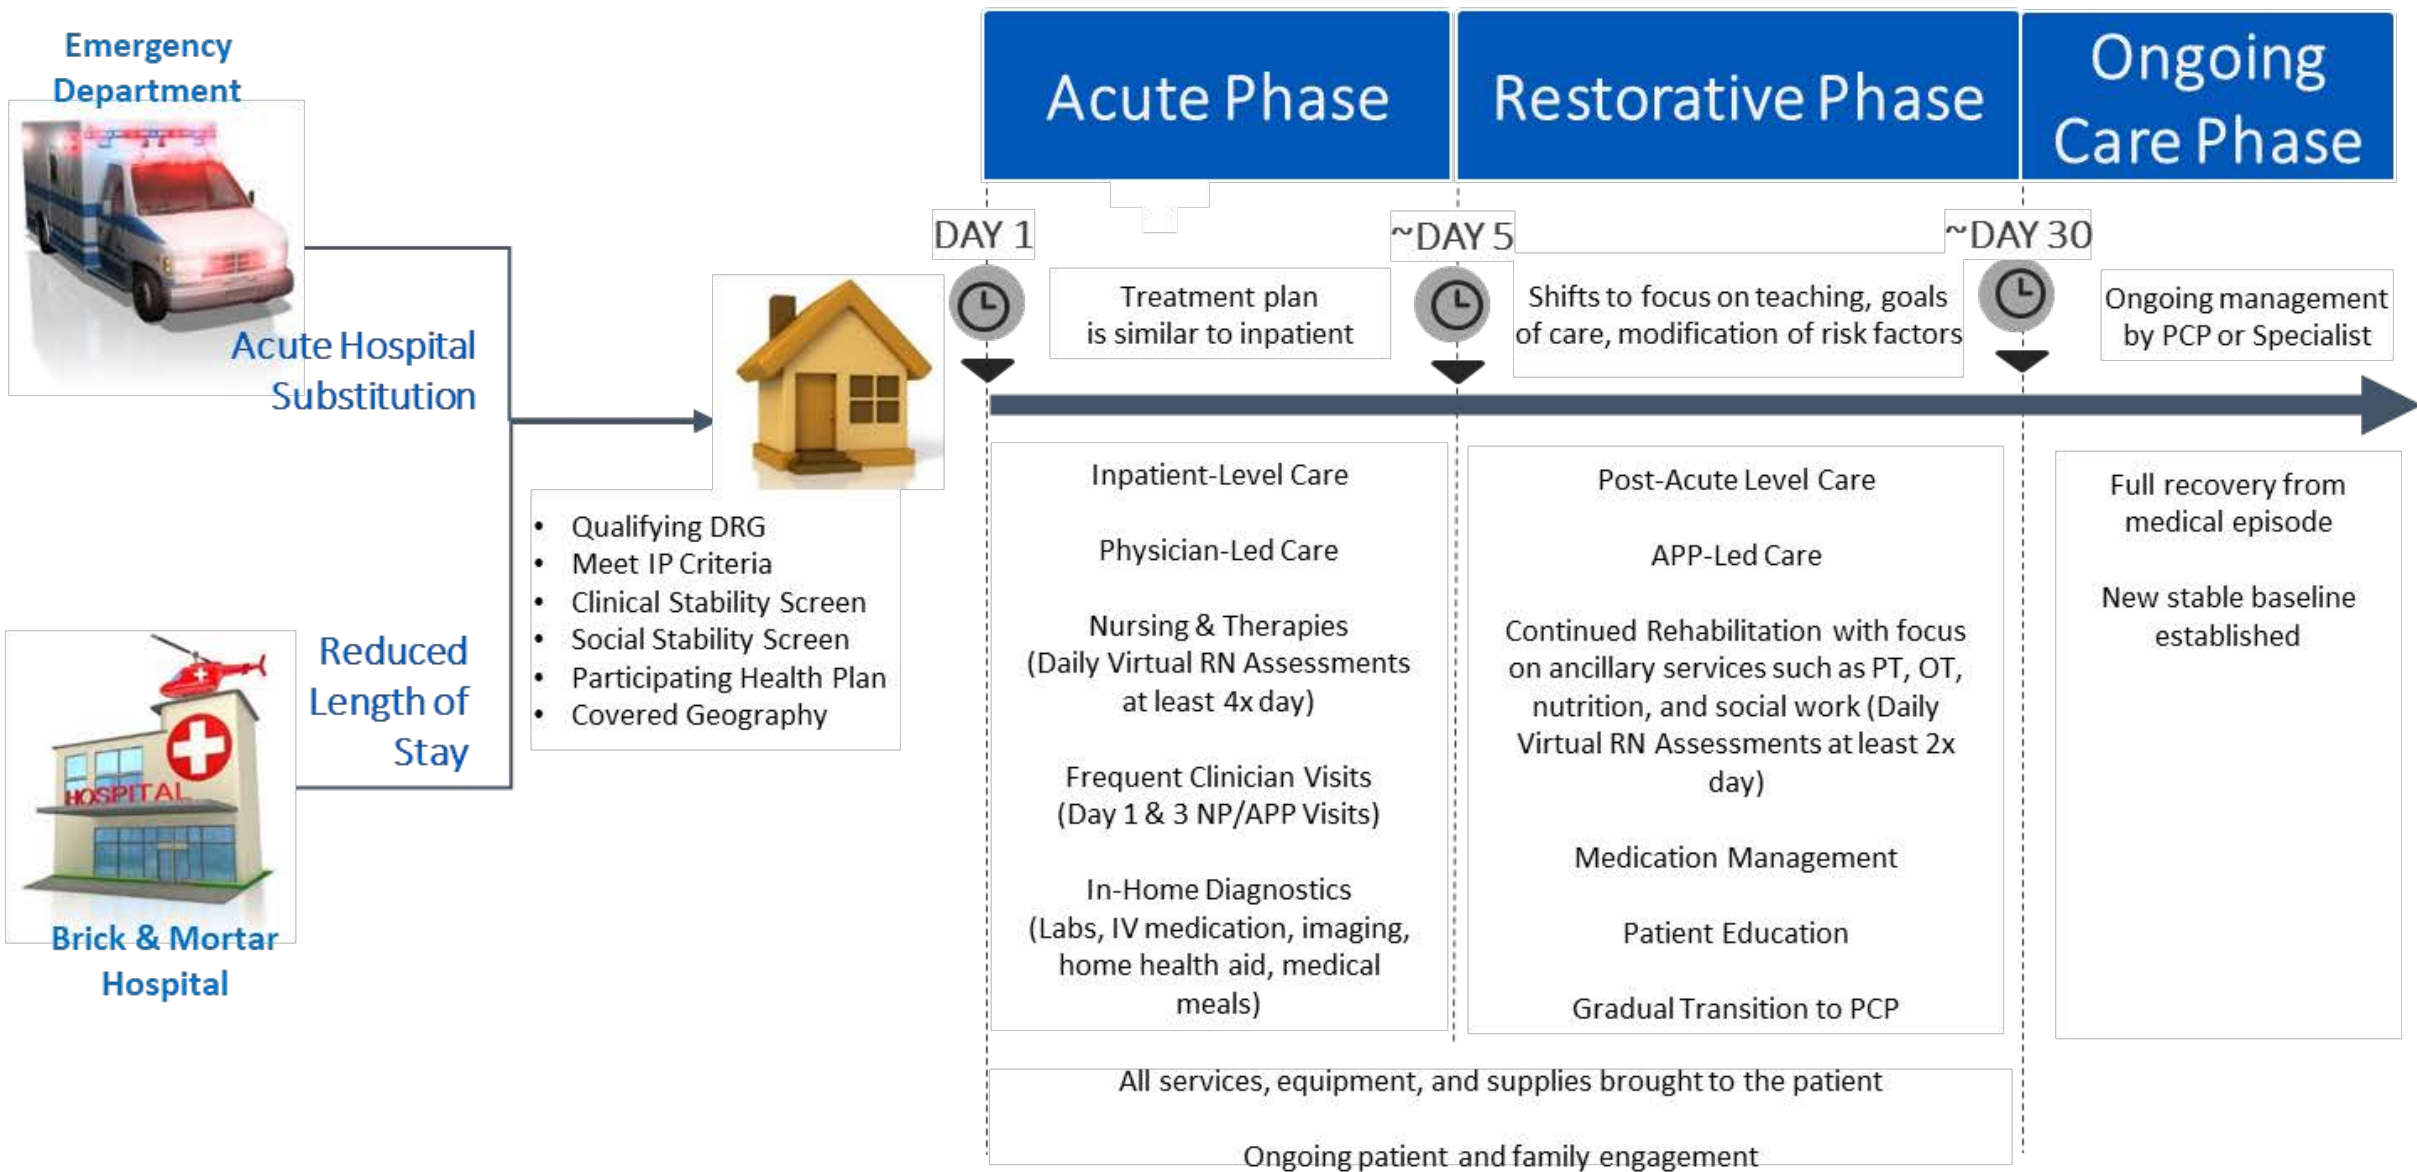 Emergency
Department
Acute Hospital
Substitution
Reduced
Length of
Stay
HOSPITAL
Brick & Mortar
Hospital
• Qualifying DRG
• Meet IP Criteria
• Clinical Stability Screen
• Social Stability Screen
• Participating Health Plan
• Covered Geography
Acute Phase
Restorative Phase
Ongoing
Care Phase
DAY 1
~DAY 5
~DAY 30
Treatment plan
is similar to inpatient
Shifts to focus on teaching, goals
of care, modification of risk factors
Ongoing management
by PCP or Specialist
Inpatient-Level Care
Physician-Led Care
Nursing & Therapies
(Daily Virtual RN Assessments
at least 4x day)
Frequent Clinician Visits
(Day 1 & 3 NP/APP Visits)
In-Home Diagnostics
(Labs, IV medication, imaging,
home health aid, medical
meals)
Post-Acute Level Care
APP-Led Care
Continued Rehabilitation with focus
on ancillary services such as PT, OT,
nutrition, and social work (Daily
Virtual RN Assessments at least 2x
day)
Medication Management
Patient Education
Gradual Transition to PCP
Full recovery from
medical episode
New stable baseline
established
All services, equipment, and supplies brought to the patient
Ongoing patient and family engagement